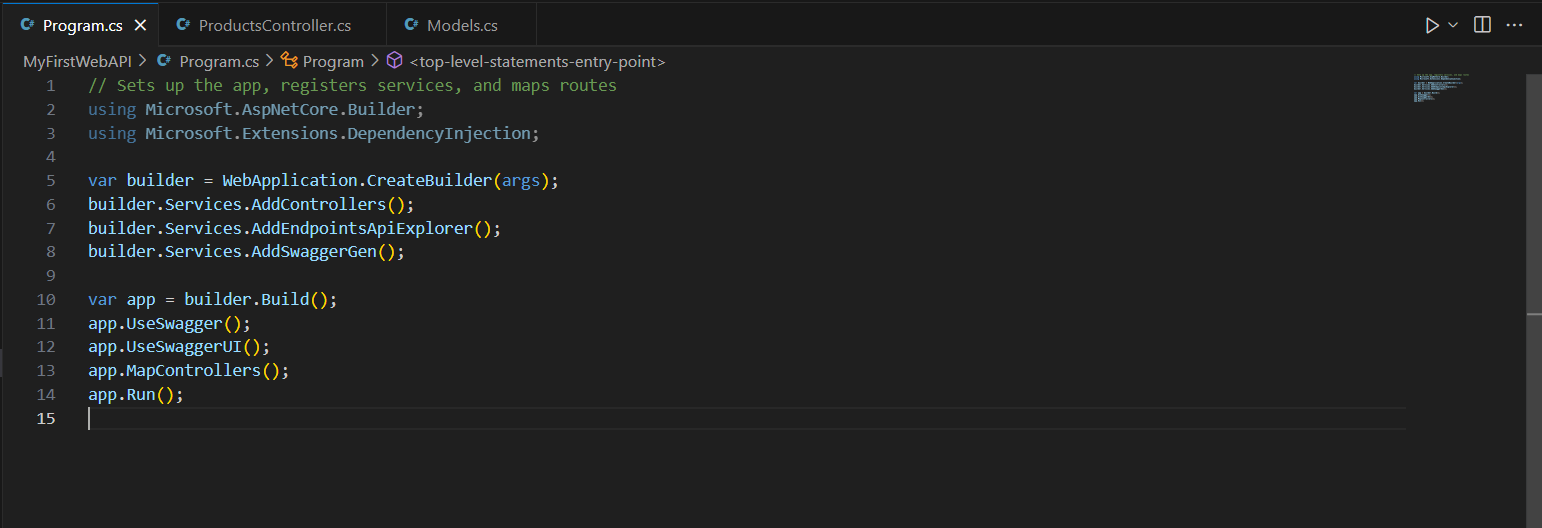 Program.cs ProductsController.cs Models.cs
MyFirstWebAPI > Program.cs > Program > <top-level-statements-entry-point>
1 // Sets up the app, registers services, and maps routes
2 using Microsoft.AspNetCore.Builder;
3 using Microsoft.Extensions.DependencyInjection;
4
5 var builder = WebApplication.CreateBuilder(args);
6 builder.Services.AddControllers();
7 builder.Services.AddEndpointsApiExplorer();
8 builder.Services.AddSwaggerGen();
9
10 var app = builder.Build();
11 app.UseSwagger();
12 app.UseSwaggerUI();
13 app.MapControllers();
14 app.Run();
15